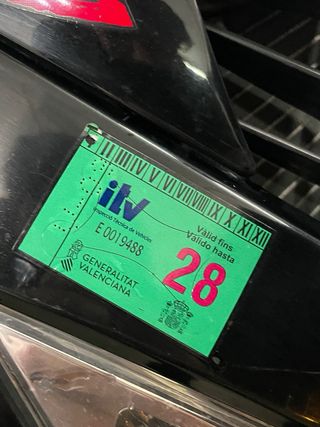 II III IV V VI VII VIII IX X XI XII
itv
Inspecció Tècnica de Vehicles
E 0019488
Vàlid fins
Válido hasta
28
GENERALITAT
VALENCIANA